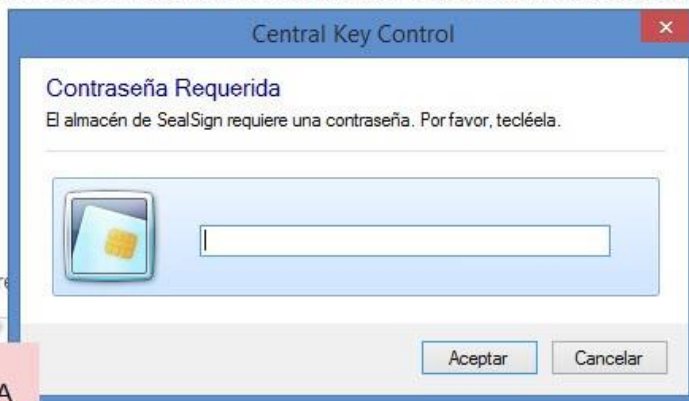 Central Key Control
Contraseña Requerida
El almacén de SealSign requiere una contraseña. Por favor, tecléela.
Aceptar
Cancelar
A